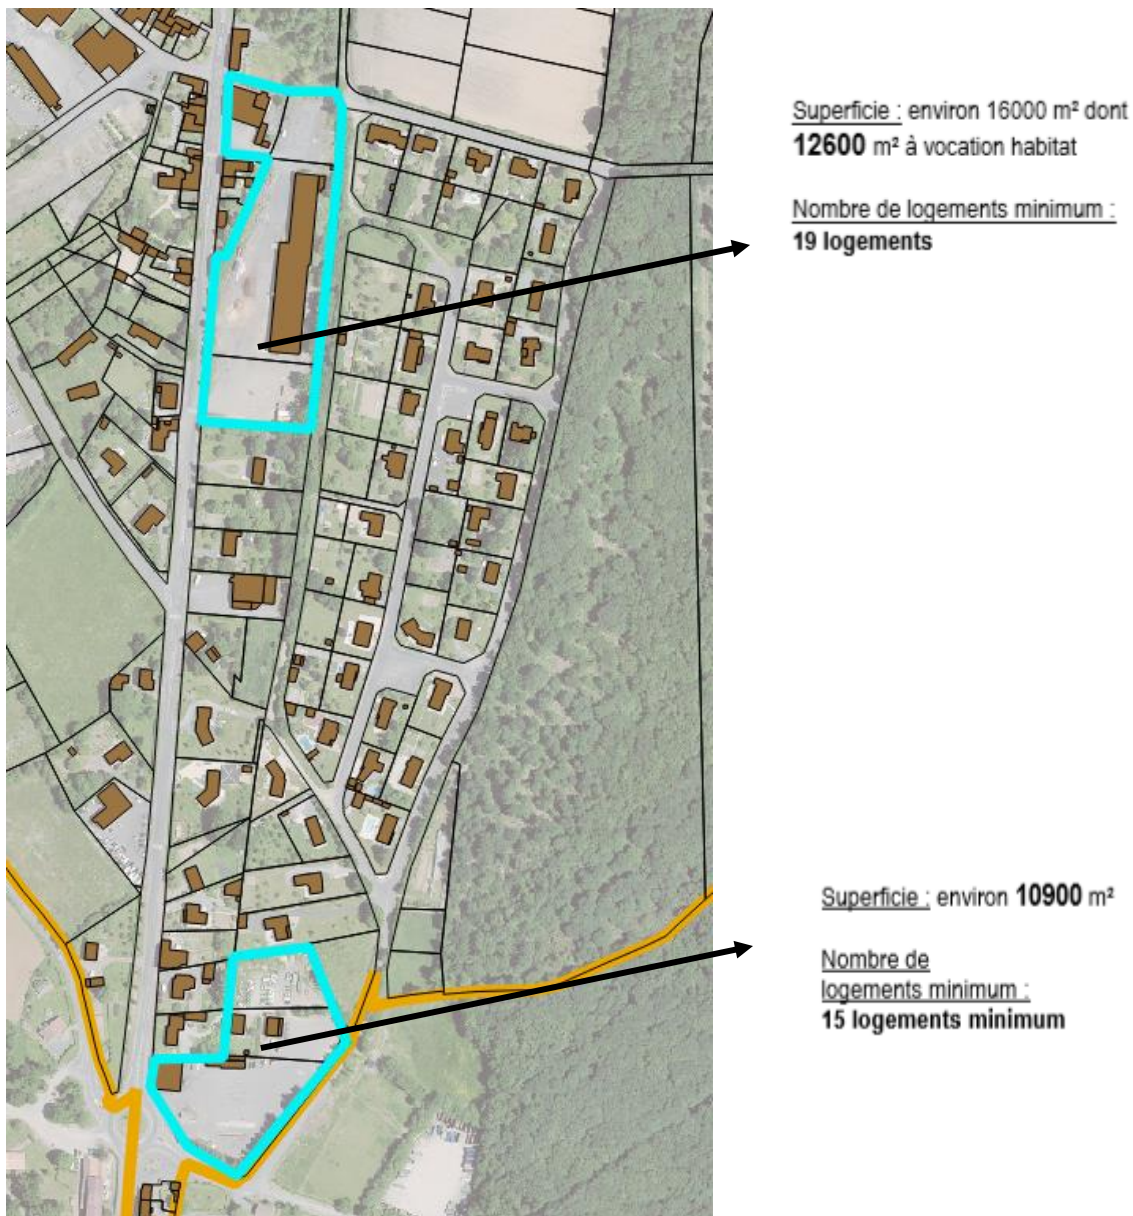 Superficie : environ 16000 m² dont
12600 m² à vocation habitat
Nombre de logements minimum :
19 logements
Superficie : environ 10900 m²
Nombre de
logements minimum :
15 logements minimum